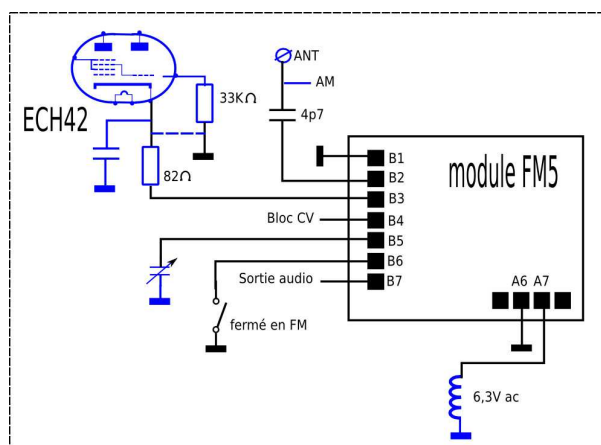 ANT
AM
ECH42
33KΩ
4p7
82Ω
module FM5
B1
B2
B3
Bloc CV
B4
B5
B6
Sortie audio
B7
A6 A7
fermé en FM
6,3V ac